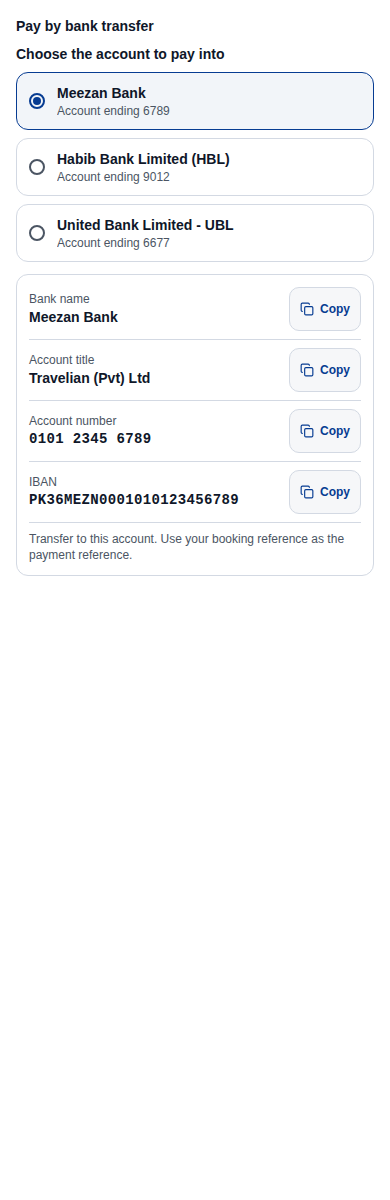 Pay by bank transfer
Choose the account to pay into
Meezan Bank
Account ending 6789
Habib Bank Limited (HBL)
Account ending 9012
United Bank Limited - UBL
Account ending 6677
Bank name
Meezan Bank
Copy
Account title
Travelian (Pvt) Ltd
Copy
Account number
0101 2345 6789
Copy
IBAN
PK36MEZN0001010123456789
Copy
Transfer to this account. Use your booking reference as the
payment reference.